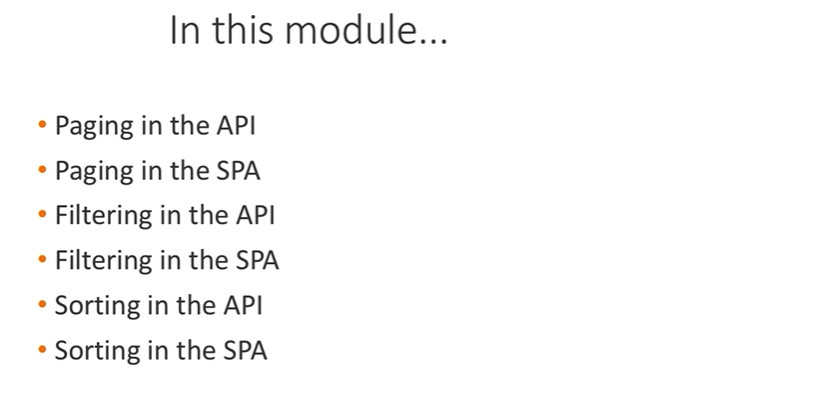 In this module...
• Paging in the API
• Paging in the SPA
• Filtering in the API
• Filtering in the SPA
• Sorting in the API
• Sorting in the SPA